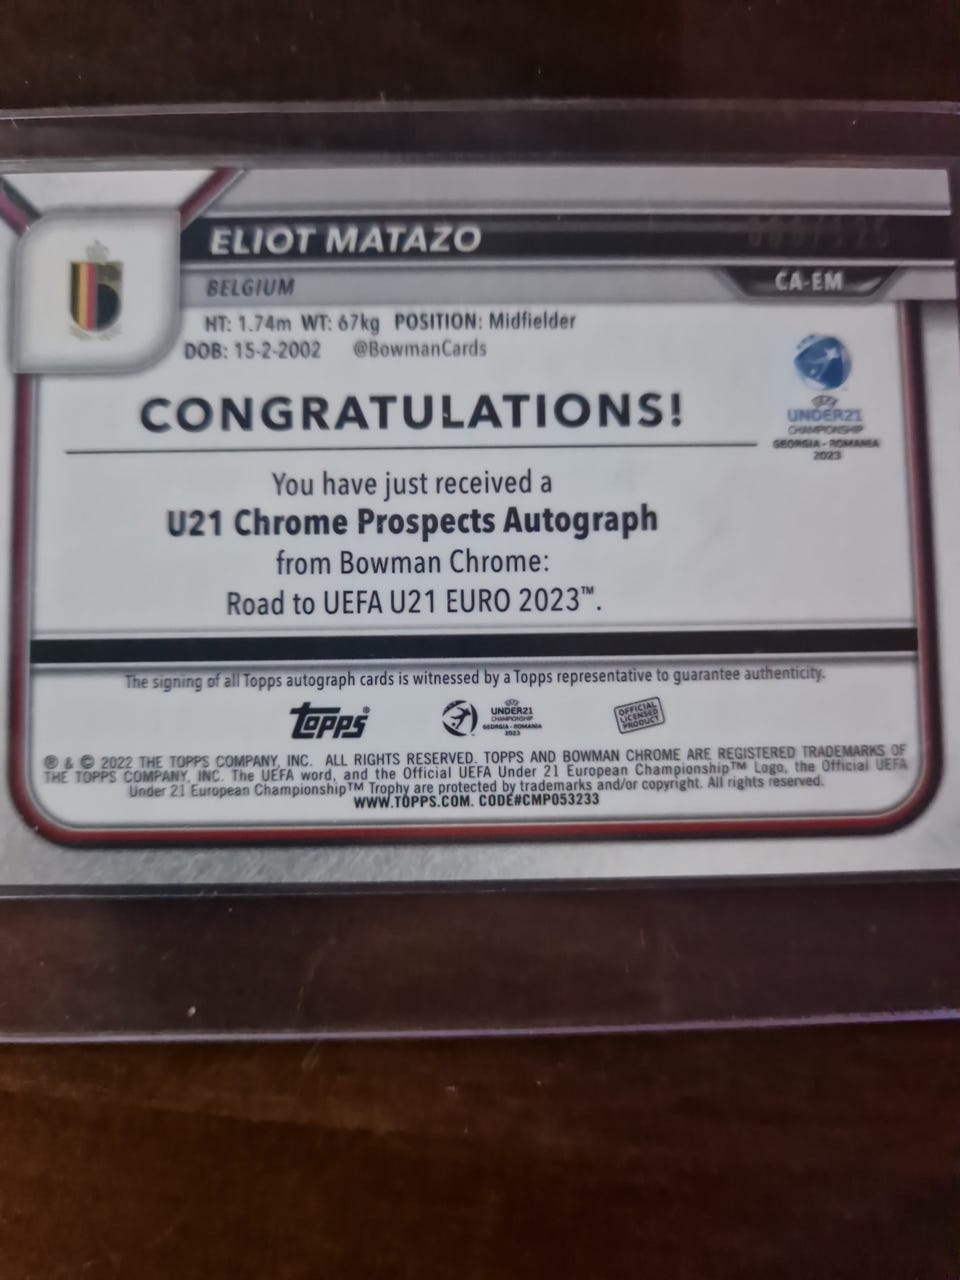 ELIOT MATAZO
BELGIUM
CA-EM
HT: 1.74m WT: 67kg POSITION: Midfielder
DOB: 15-2-2002 @BowmanCards
CONGRATULATIONS!
UEFA
UNDER21
CHAMPIONSHIP
GEORGIA - ROMANIA
2023
You have just received a
U21 Chrome Prospects Autograph
from Bowman Chrome:
Road to UEFA U21 EURO 2023™.
The signing of all Topps autograph cards is witnessed by a Topps representative to guarantee authenticity.
Topps®
UEFA
UNDER21
CHAMPIONSHIP
GEORGIA - ROMANIA
2023
OFFICIAL
LICENSED
PRODUCT
® & © 2022 THE TOPPS COMPANY, INC. ALL RIGHTS RESERVED. TOPPS AND BOWMAN CHROME ARE REGISTERED TRADEMARKS OF
THE TOPPS COMPANY, INC. The UEFA word, and the Official UEFA Under 21 European Championship™ Logo, the Official UEFA
Under 21 European Championship™ Trophy are protected by trademarks and/or copyright. All rights reserved.
WWW.TOPPS.COM. CODE#CMP053233